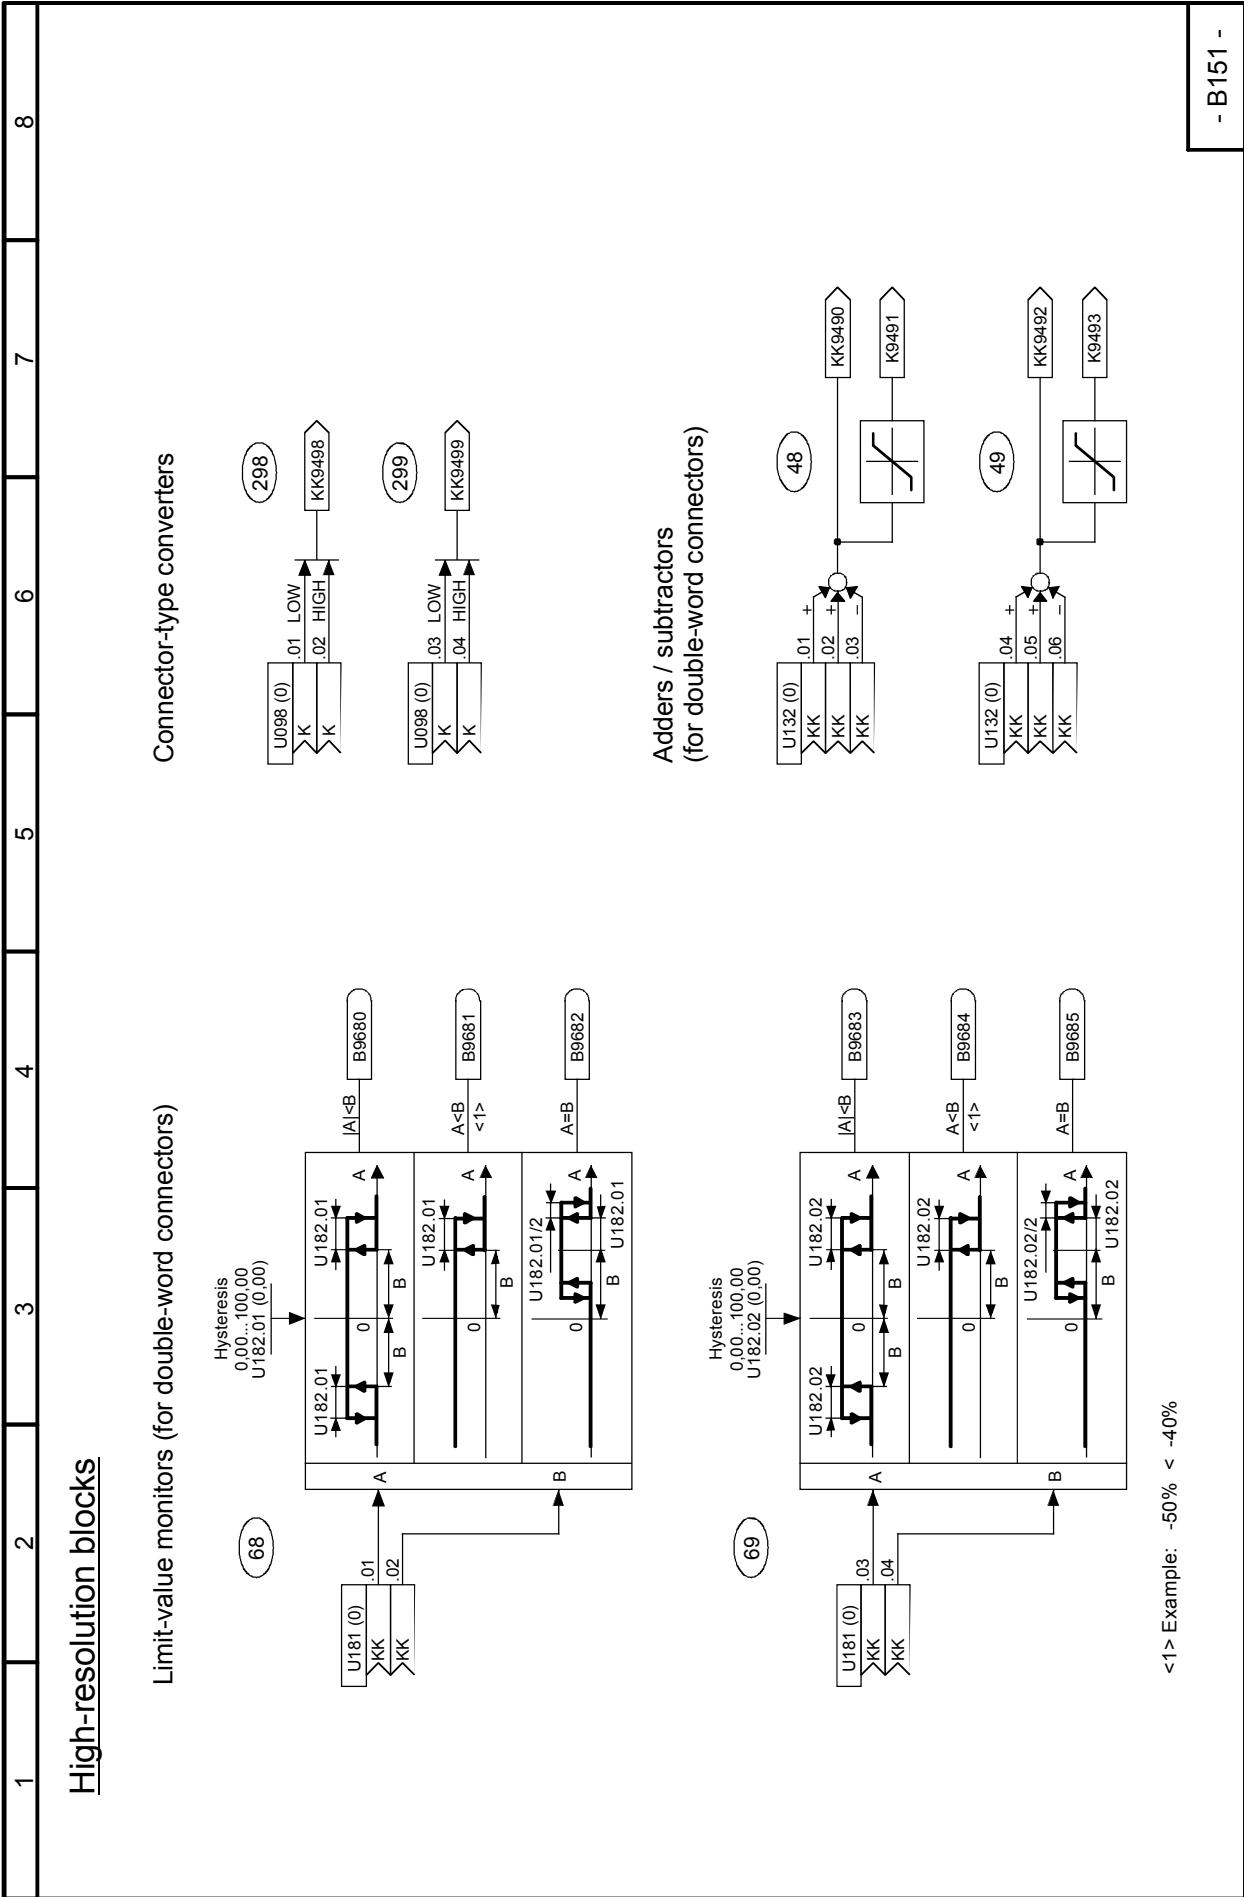 1 2 3 4 5 6 7 8
High-resolution blocks
Limit-value monitors (for double-word connectors)
68
Hysteresis
0,00...100,00
U182.01 (0,00)
U181 (0)
KK .01
KK .02
A
B
U182.01 U182.01
B 0 B A
|A|<B
B9680
U182.01
0 B A
A<B
<1>
B9681
U182.01/2
0 B A
U182.01
A=B
B9682
69
Hysteresis
0,00...100,00
U182.02 (0,00)
U181 (0)
KK .03
KK .04
A
B
U182.02 U182.02
B 0 B A
|A|<B
B9683
U182.02
0 B A
A<B
<1>
B9684
U182.02/2
0 B A
U182.02
A=B
B9685
<1> Example: -50% < -40%
Connector-type converters
298
U098 (0)
K .01 LOW
K .02 HIGH
KK9498
299
U098 (0)
K .03 LOW
K .04 HIGH
KK9499
Adders / subtractors
(for double-word connectors)
48
U132 (0)
KK .01 +
KK .02 +
KK .03 –
KK9490
K9491
49
U132 (0)
KK .04 +
KK .05 +
KK .06 –
KK9492
K9493
- B151 -